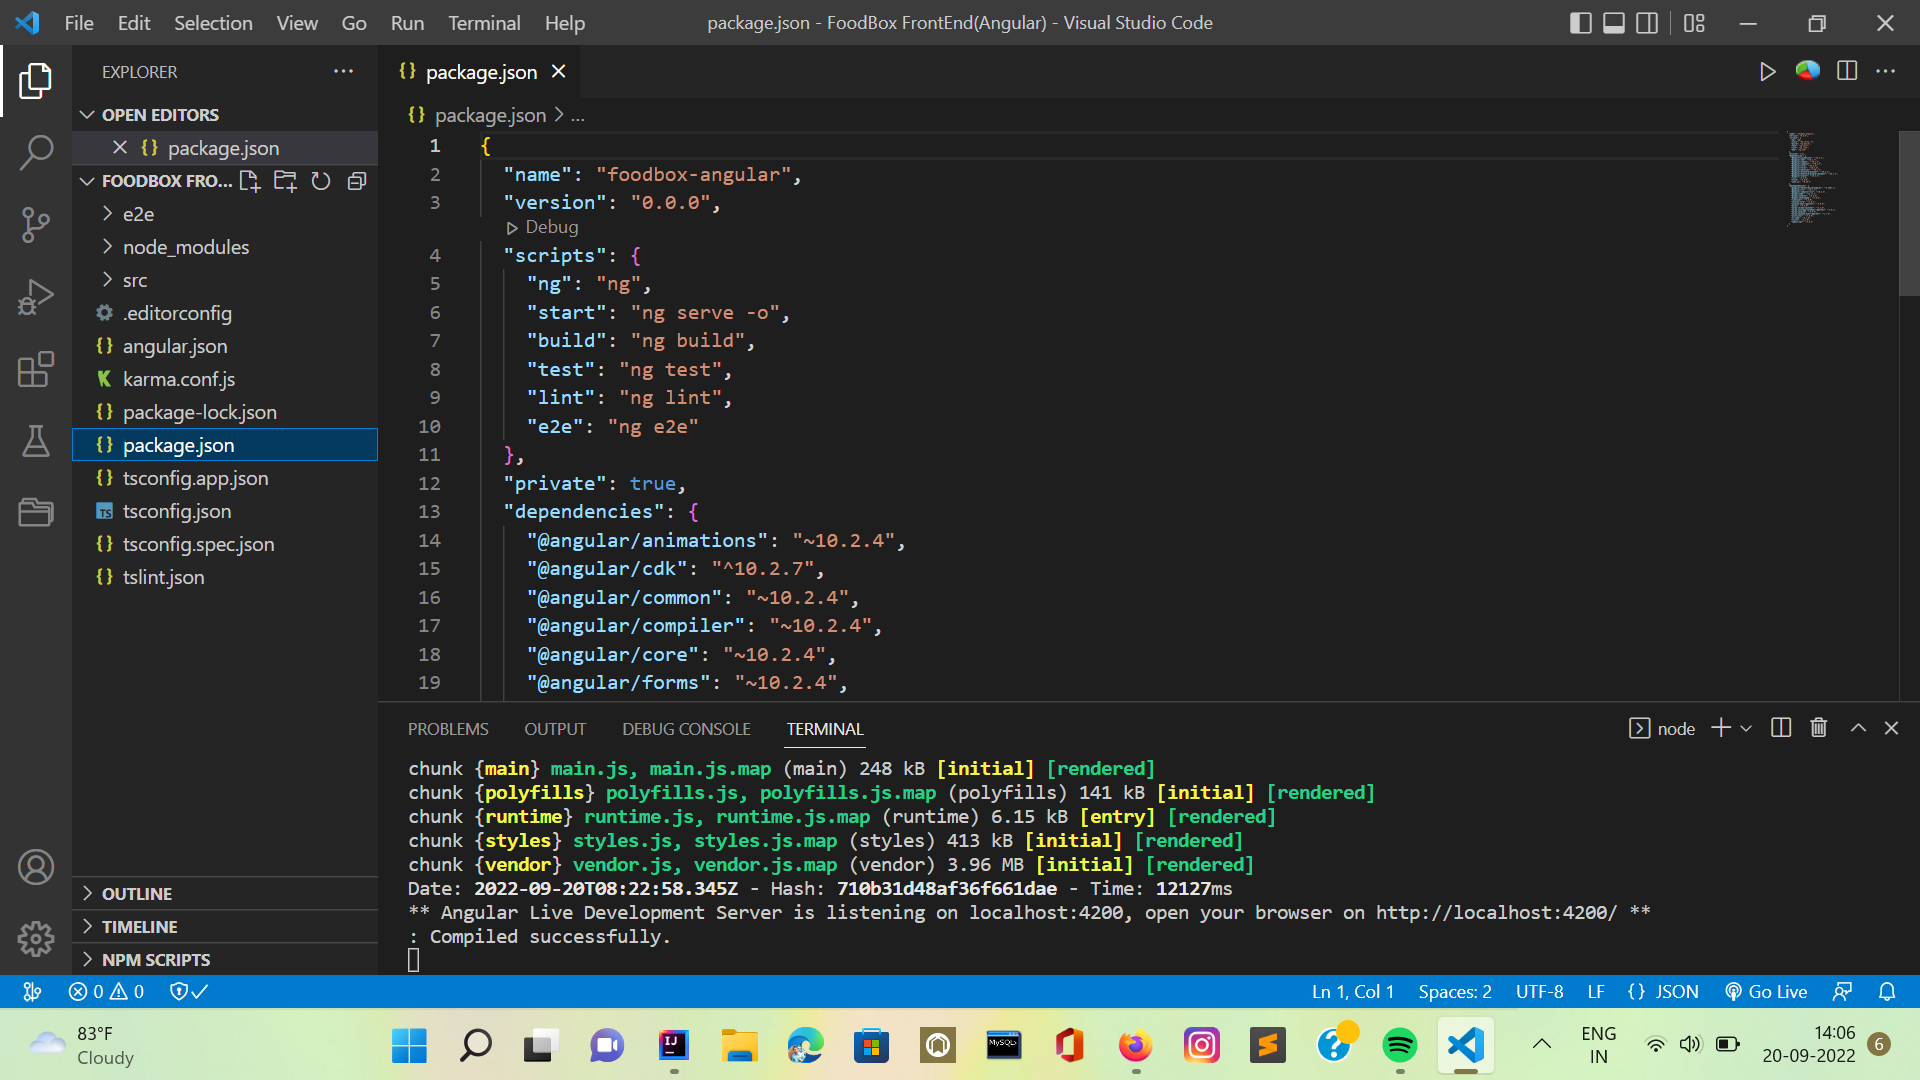 File Edit Selection View Go Run Terminal Help
package.json - FoodBox FrontEnd(Angular) - Visual Studio Code
EXPLORER
OPEN EDITORS
package.json
FOODBOX FRO...
e2e
node_modules
src
.editorconfig
angular.json
karma.conf.js
package-lock.json
package.json
tsconfig.app.json
tsconfig.json
tsconfig.spec.json
tslint.json
OUTLINE
TIMELINE
NPM SCRIPTS
package.json
package.json > ...
1 {
2 "name": "foodbox-angular",
3 "version": "0.0.0",
Debug
4 "scripts": {
5 "ng": "ng",
6 "start": "ng serve -o",
7 "build": "ng build",
8 "test": "ng test",
9 "lint": "ng lint",
10 "e2e": "ng e2e"
11 },
12 "private": true,
13 "dependencies": {
14 "@angular/animations": "~10.2.4",
15 "@angular/cdk": "^10.2.7",
16 "@angular/common": "~10.2.4",
17 "@angular/compiler": "~10.2.4",
18 "@angular/core": "~10.2.4",
19 "@angular/forms": "~10.2.4",
PROBLEMS OUTPUT DEBUG CONSOLE TERMINAL
node
chunk {main} main.js, main.js.map (main) 248 kB [initial] [rendered]
chunk {polyfills} polyfills.js, polyfills.js.map (polyfills) 141 kB [initial] [rendered]
chunk {runtime} runtime.js, runtime.js.map (runtime) 6.15 kB [entry] [rendered]
chunk {styles} styles.js, styles.js.map (styles) 413 kB [initial] [rendered]
chunk {vendor} vendor.js, vendor.js.map (vendor) 3.96 MB [initial] [rendered]
Date: 2022-09-20T08:22:58.345Z - Hash: 710b31d48af36f661dae - Time: 12127ms
** Angular Live Development Server is listening on localhost:4200, open your browser on http://localhost:4200/ **
: Compiled successfully.
0 0
Ln 1, Col 1 Spaces: 2 UTF-8 LF {} JSON Go Live
83°F
Cloudy
ENG
IN
14:06
20-09-2022
6